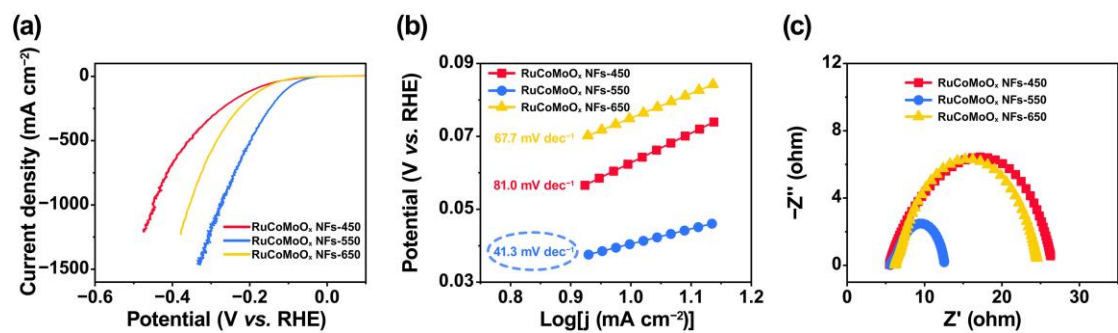 (a)
Current density (mA cm⁻²)
0
−500
−1000
−1500
−0.6
−0.4
−0.2
0.0
Potential (V vs. RHE)
RuCoMoOₓ NFs-450
RuCoMoOₓ NFs-550
RuCoMoOₓ NFs-650
(b)
Potential (V vs. RHE)
0.09
0.07
0.05
0.03
0.8
0.9
1.0
1.1
1.2
Log[j (mA cm⁻²)]
RuCoMoOₓ NFs-450
RuCoMoOₓ NFs-550
RuCoMoOₓ NFs-650
67.7 mV dec⁻¹
81.0 mV dec⁻¹
41.3 mV dec⁻¹
(c)
−Z'' (ohm)
12
8
4
0
0
10
20
30
Z' (ohm)
RuCoMoOₓ NFs-450
RuCoMoOₓ NFs-550
RuCoMoOₓ NFs-650